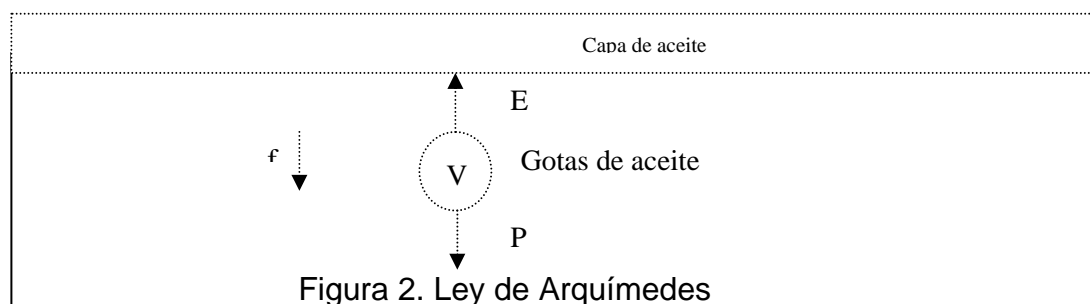 Capa de aceite
E
f
V Gotas de aceite
P
Figura 2. Ley de Arquímedes